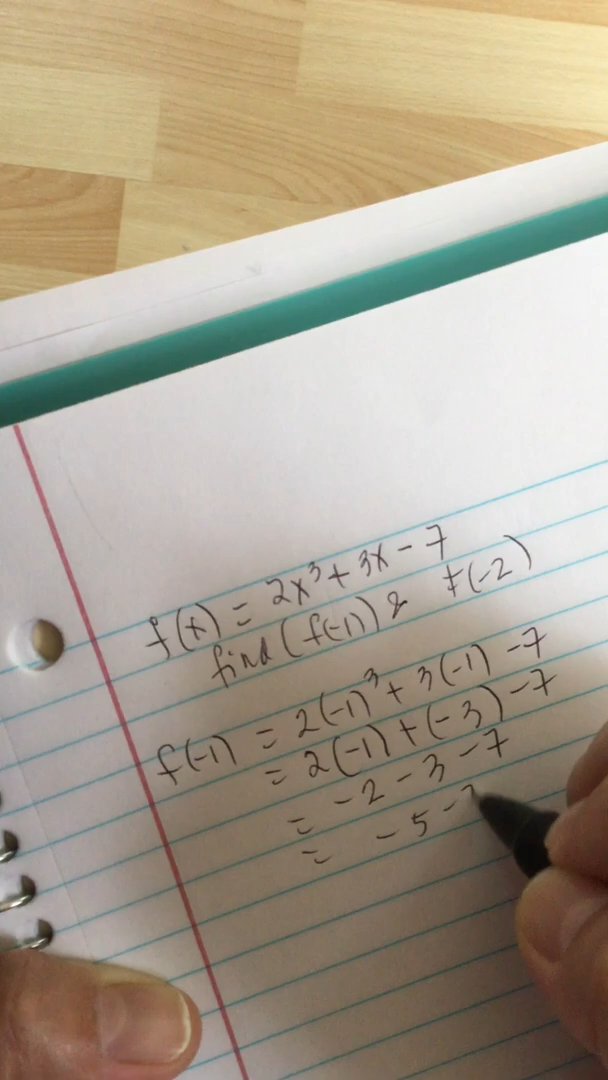 f(x) = 2x³ + 3x - 7
find (f(-1) & f(-2)
f(-1) = 2(-1)³ + 3(-1) - 7
= 2(-1) + (-3) - 7
= -2 - 3 - 7
= -5 -